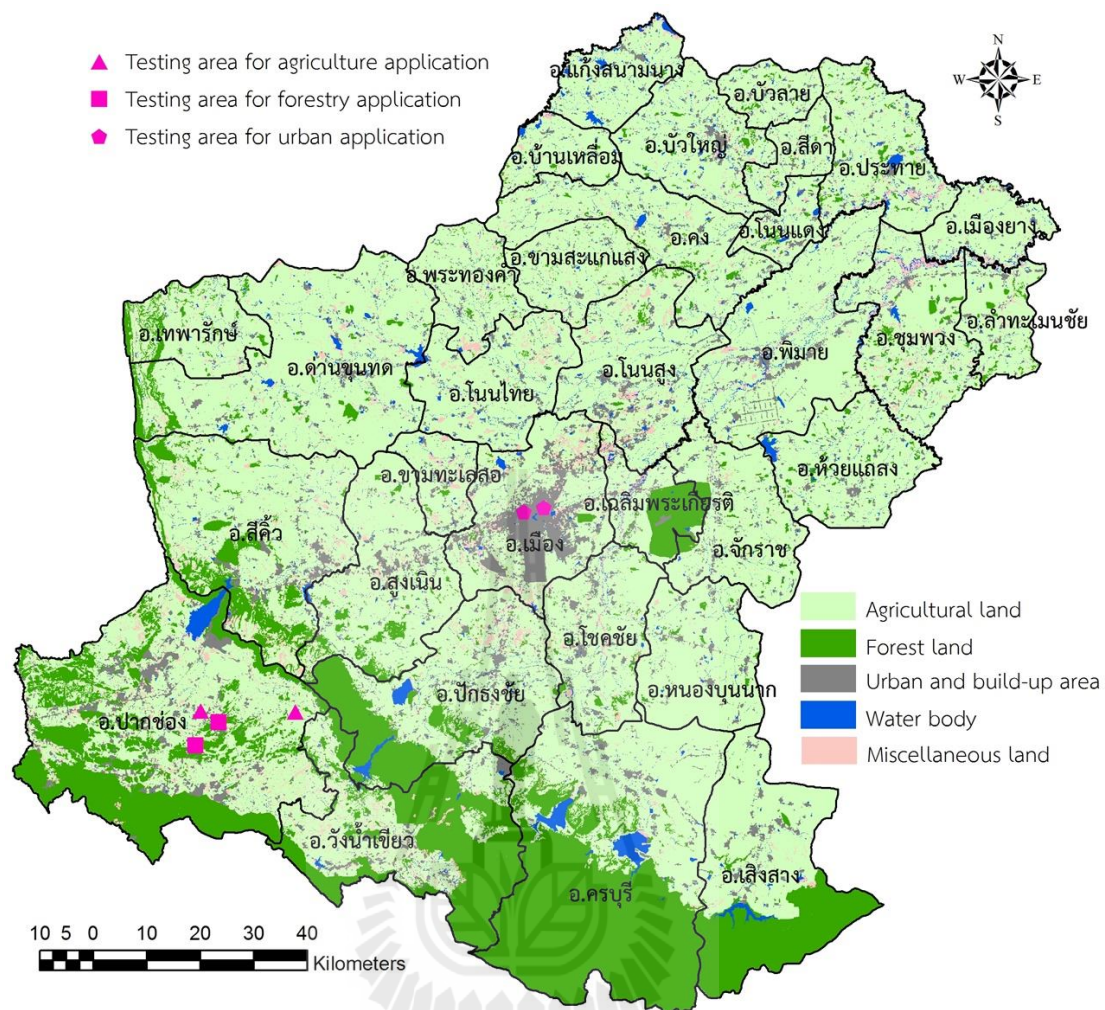 Testing area for agriculture application
Testing area for forestry application
Testing area for urban application
N
W
E
S
อ.แก้งสนามนาง
อ.บัวลาย
อ.บัวใหญ่
อ.สีดา
อ.บ้านเหลื่อม
อ.ประทาย
อ.คง
อ.โนนแดง
อ.เมืองยาง
อ.ขามสะแกแสง
อ.พระทองคำ
อ.เทพารักษ์
อ.ด่านขุนทด
อ.โนนไทย
อ.โนนสูง
อ.พิมาย
อ.ชุมพวง
อ.ลำทะเมนชัย
อ.ขามทะเลสอ
อ.ห้วยแถลง
อ.เฉลิมพระเกียรติ
อ.สีคิ้ว
อ.เมือง
อ.จักราช
อ.สูงเนิน
อ.โชคชัย
อ.ปักธงชัย
อ.หนองบุนนาก
อ.ปากช่อง
อ.วังน้ำเขียว
อ.ครบุรี
อ.เสิงสาง
Agricultural land
Forest land
Urban and build-up area
Water body
Miscellaneous land
10 5 0 10 20 30 40
Kilometers